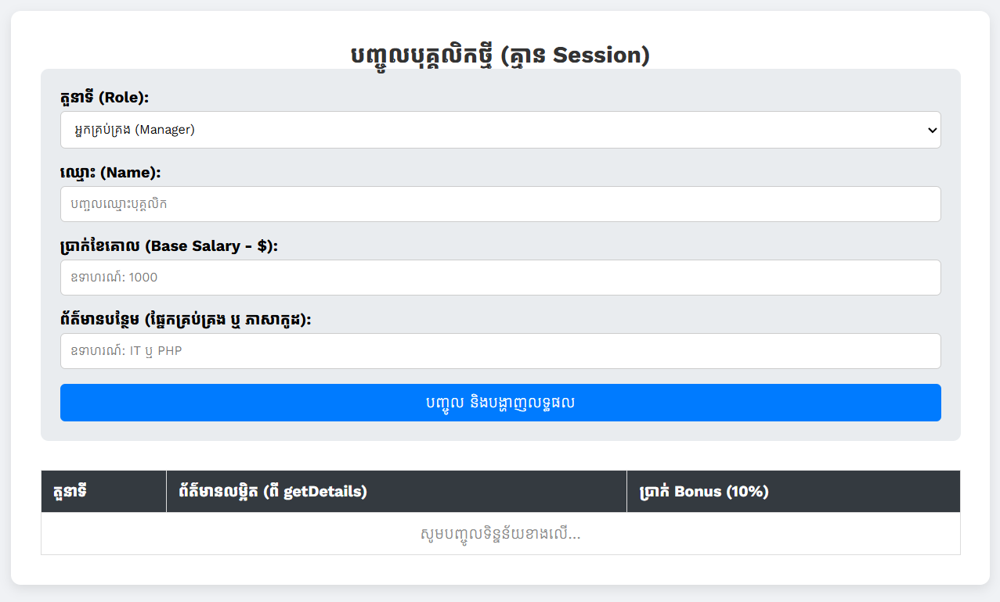 បញ្ចូលបុគ្គលិកថ្មី (គ្មាន Session)
តួនាទី (Role):
អ្នកគ្រប់គ្រង (Manager)
ឈ្មោះ (Name):
បញ្ចូលឈ្មោះបុគ្គលិក
ប្រាក់ខែគោល (Base Salary - $):
ឧទាហរណ៍: 1000
ព័ត៌មានបន្ថែម (ផ្នែកគ្រប់គ្រង ឬ ភាសាកូដ):
ឧទាហរណ៍: IT ឬ PHP
បញ្ចូល និងបង្ហាញលទ្ធផល
តួនាទី ព័ត៌មានលម្អិត (ពី getDetails) ប្រាក់ Bonus (10%)
សូមបញ្ចូលទិន្នន័យខាងលើ...